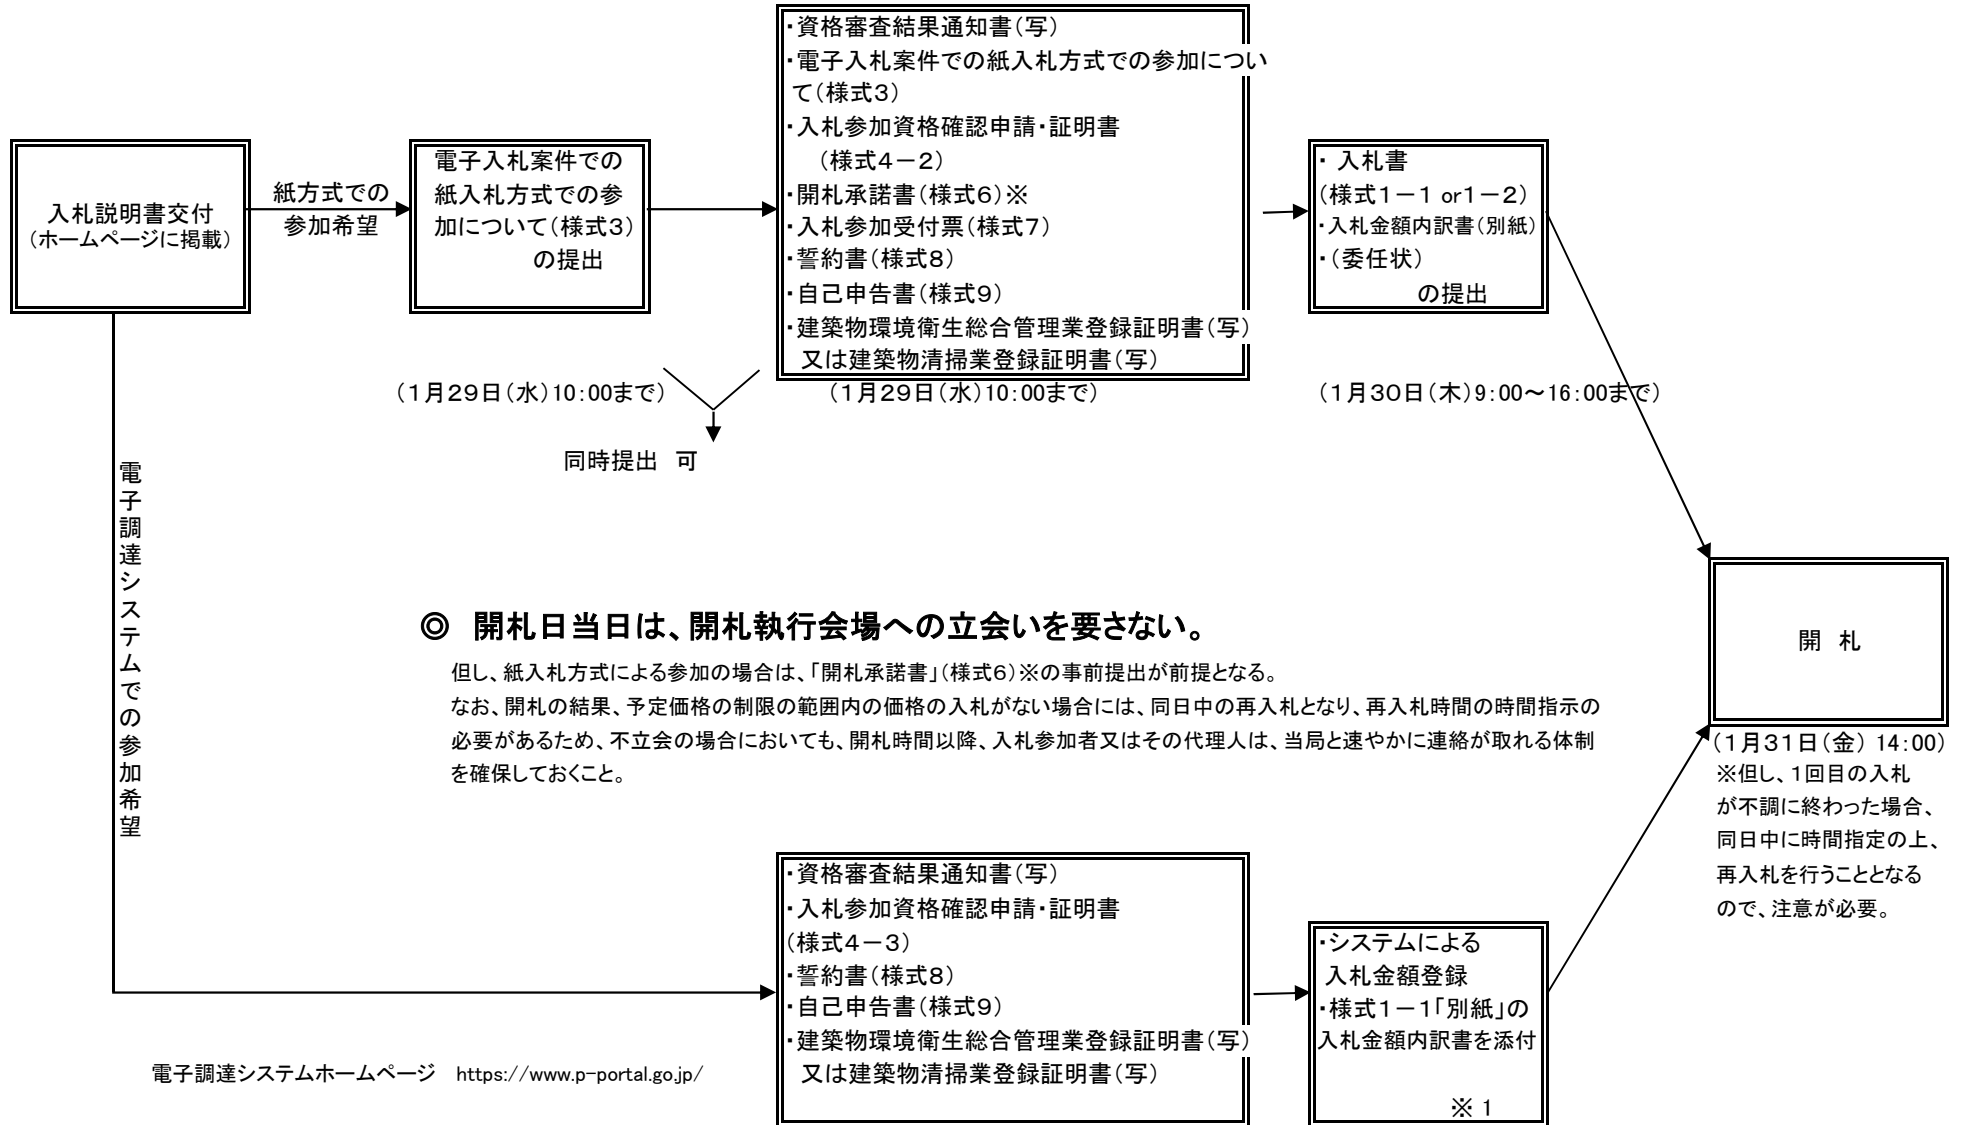 入札説明書交付
（ホームページに掲載）
紙方式での
参加希望
電子入札案件での
紙入札方式での参
加について（様式３）
の提出
・資格審査結果通知書（写）
・電子入札案件での紙入札方式での参加につい
て（様式３）
・入札参加資格確認申請・証明書
（様式４－２）
・開札承諾書（様式６）※
・入札参加受付票（様式７）
・誓約書（様式８）
・自己申告書（様式９）
・建築物環境衛生総合管理業登録証明書（写）
又は建築物清掃業登録証明書（写）
・ 入札書
（様式１－１ or１－２）
・入札金額内訳書（別紙）
・（委任状）
の提出
（１月２９日（水）10：00まで）
（１月２９日（水）10：00まで）
（１月３０日（木）9：00～16：00まで）
同時提出　可
電子調達システムでの参加希望
◎　開札日当日は、開札執行会場への立会いを要さない。
但し、紙入札方式による参加の場合は、「開札承諾書」（様式６）※の事前提出が前提となる。
なお、開札の結果、予定価格の制限の範囲内の価格の入札がない場合には、同日中の再入札となり、再入札時間の時間指示の
必要があるため、不立会の場合においても、開札時間以降、入札参加者又はその代理人は、当局と速やかに連絡が取れる体制
を確保しておくこと。
開　札
（１月３１日（金） 14：00）
※但し、１回目の入札
が不調に終わった場合、
同日中に時間指定の上、
再入札を行うこととなる
ので、注意が必要。
・資格審査結果通知書（写）
・入札参加資格確認申請・証明書
（様式４－３）
・誓約書（様式８）
・自己申告書（様式９）
・建築物環境衛生総合管理業登録証明書（写）
又は建築物清掃業登録証明書（写）
・システムによる
入札金額登録
・様式１－１「別紙」の
入札金額内訳書を添付
※１
電子調達システムホームページ　https://www.p-portal.go.jp/